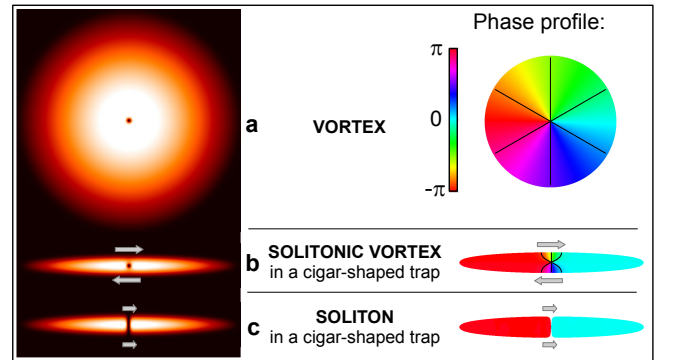 Phase profile:
π
0
-π
a
VORTEX
b
SOLITONIC VORTEX
in a cigar-shaped trap
c
SOLITON
in a cigar-shaped trap